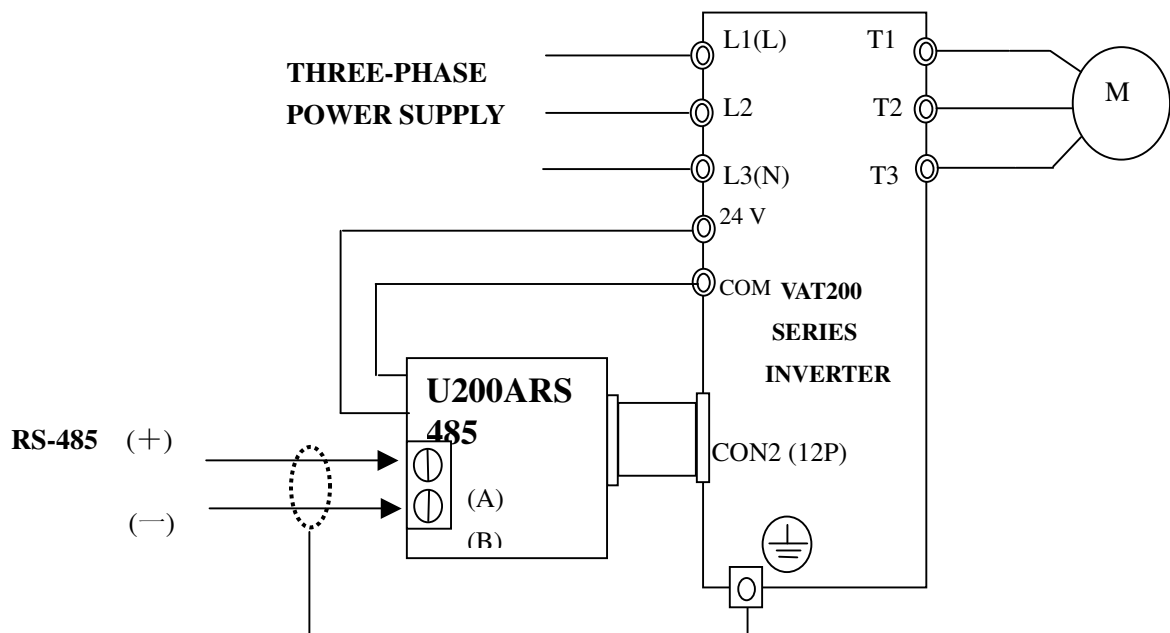 L1(L)
T1
THREE-PHASE
POWER SUPPLY
M
L2
T2
L3(N)
T3
24 V
COM VAT200
SERIES
INVERTER
U200ARS
485
RS-485 (+)
CON2 (12P)
(A)
(—)
(B)